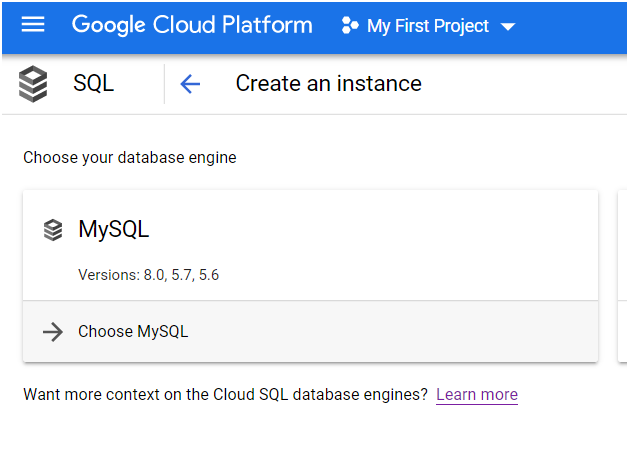 Google Cloud Platform My First Project
SQL Create an instance
Choose your database engine
MySQL
Versions: 8.0, 5.7, 5.6
Choose MySQL
Want more context on the Cloud SQL database engines? Learn more